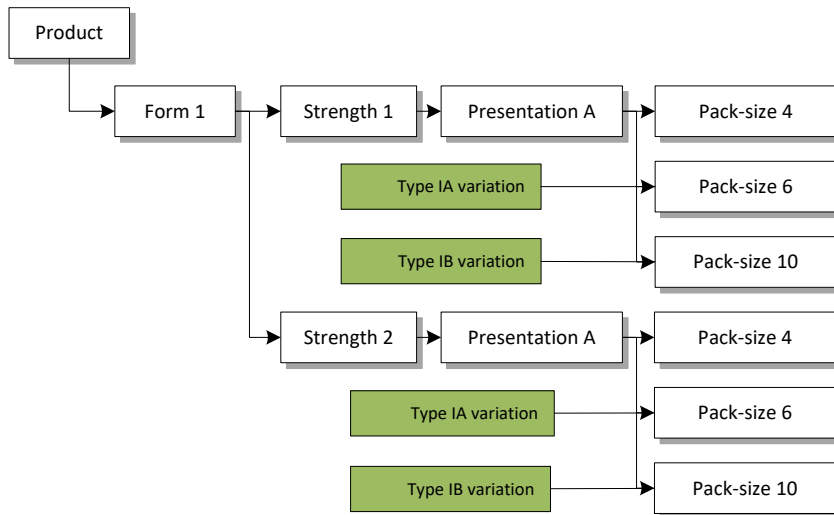 Product
Form 1
Strength 1
Presentation A
Pack-size 4
Type IA variation
Pack-size 6
Type IB variation
Pack-size 10
Strength 2
Presentation A
Pack-size 4
Type IA variation
Pack-size 6
Type IB variation
Pack-size 10